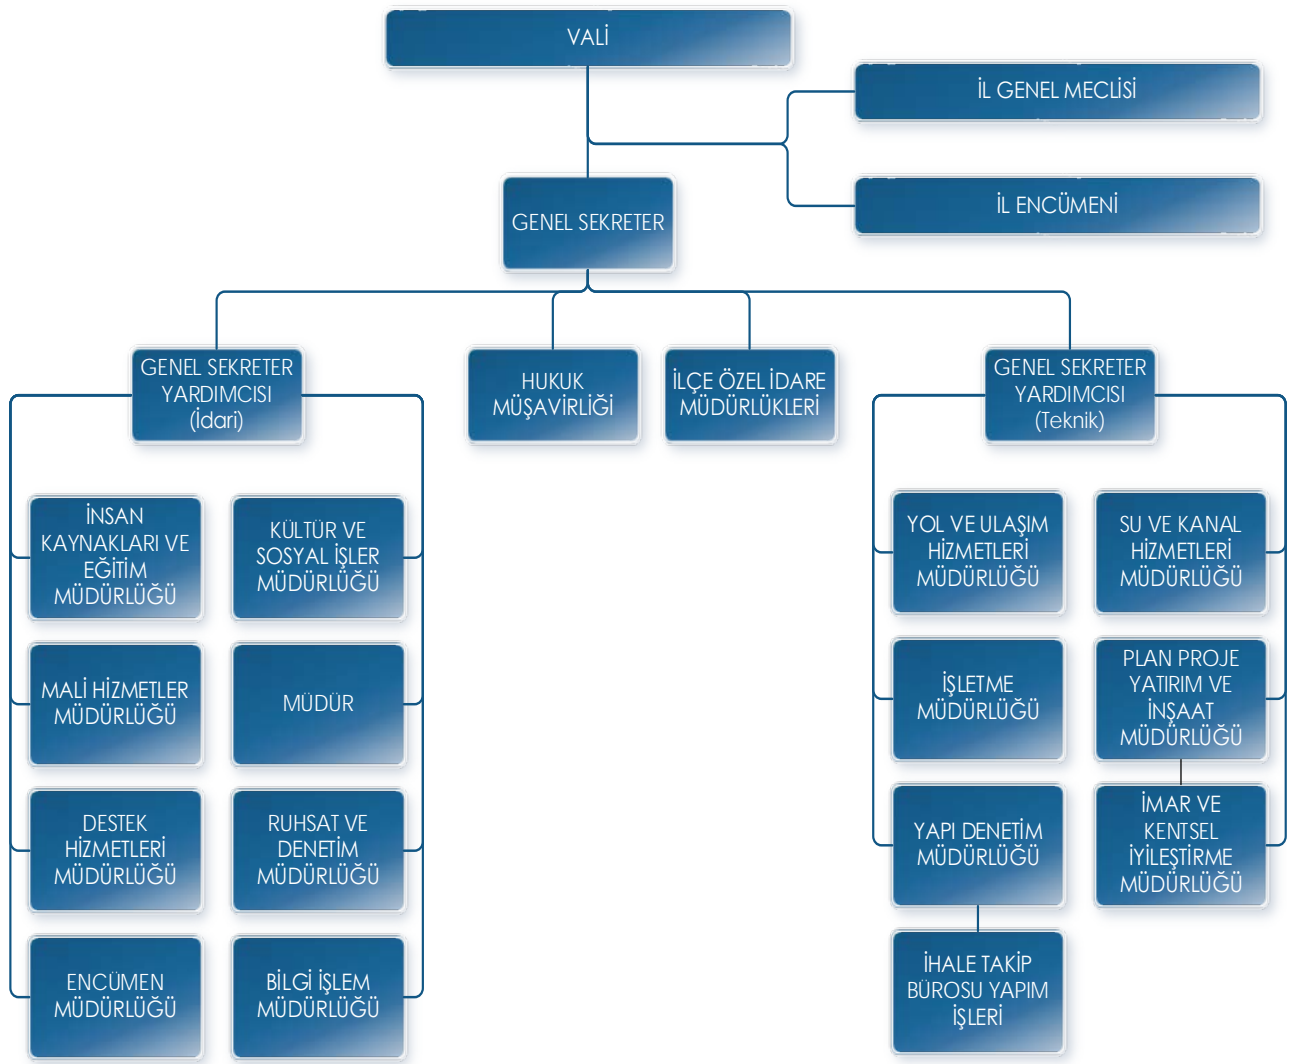 VALİ
İL GENEL MECLİSİ
İL ENCÜMENİ
GENEL SEKRETER
GENEL SEKRETER
YARDIMCISI
(İdari)
HUKUK
MÜŞAVİRLİĞİ
İLÇE ÖZEL İDARE
MÜDÜRLÜKLERİ
GENEL SEKRETER
YARDIMCISI
(Teknik)
İNSAN
KAYNAKLARI VE
EĞİTİM
MÜDÜRLÜĞÜ
KÜLTÜR VE
SOSYAL İŞLER
MÜDÜRLÜĞÜ
YOL VE ULAŞIM
HİZMETLERİ
MÜDÜRLÜĞÜ
SU VE KANAL
HİZMETLERİ
MÜDÜRLÜĞÜ
MALİ HİZMETLER
MÜDÜRLÜĞÜ
MÜDÜR
İŞLETME
MÜDÜRLÜĞÜ
PLAN PROJE
YATIRIM VE
İNŞAAT
MÜDÜRLÜĞÜ
DESTEK
HİZMETLERİ
MÜDÜRLÜĞÜ
RUHSAT VE
DENETİM
MÜDÜRLÜĞÜ
YAPI DENETİM
MÜDÜRLÜĞÜ
İMAR VE
KENTSEL
İYİLEŞTİRME
MÜDÜRLÜĞÜ
ENCÜMEN
MÜDÜRLÜĞÜ
BİLGİ İŞLEM
MÜDÜRLÜĞÜ
İHALE TAKİP
BÜROSU YAPIM
İŞLERİ